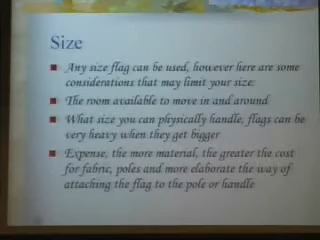 Size
Any size flag can be used, however here are some
considerations that may limit your size:
The room available to move in and around
What size you can physically handle, flags can be
very heavy when they get bigger
Expense, the more material, the greater the cost
for fabric, poles and more elaborate the way of
attaching the flag to the pole or handle